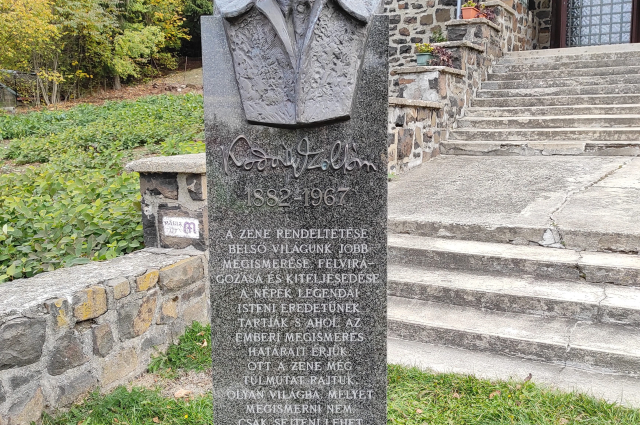 Kodály Zoltán
1882-1967
A ZENE RENDELTETÉSE,
BELSŐ VILÁGUNK JOBB
MEGISMERÉSE, FELVIRÁ-
GOZÁSA ÉS KITELJESEDÉSE.
A NÉPEK LEGENDÁI
ISTENI EREDETŰNEK
TARTJÁK 'S AHOL AZ
EMBERI MEGISMERÉS
HATÁRAIT ÉRJÜK
OTT A ZENE MÉG
TÚLMUTAT RAJTUK,
OLYAN VILÁGBA, MELYET
MEGISMERNI NEM
CSAK SEJTENI LEHET